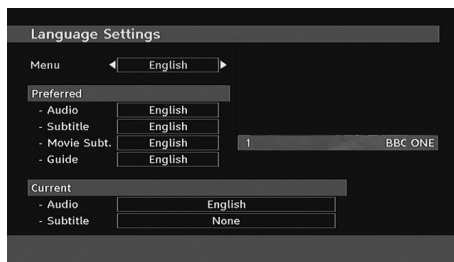 Language Settings
Menu English
Preferred
- Audio English
- Subtitle English
- Movie Subt. English
- Guide English
1 BBC ONE
Current
- Audio English
- Subtitle None